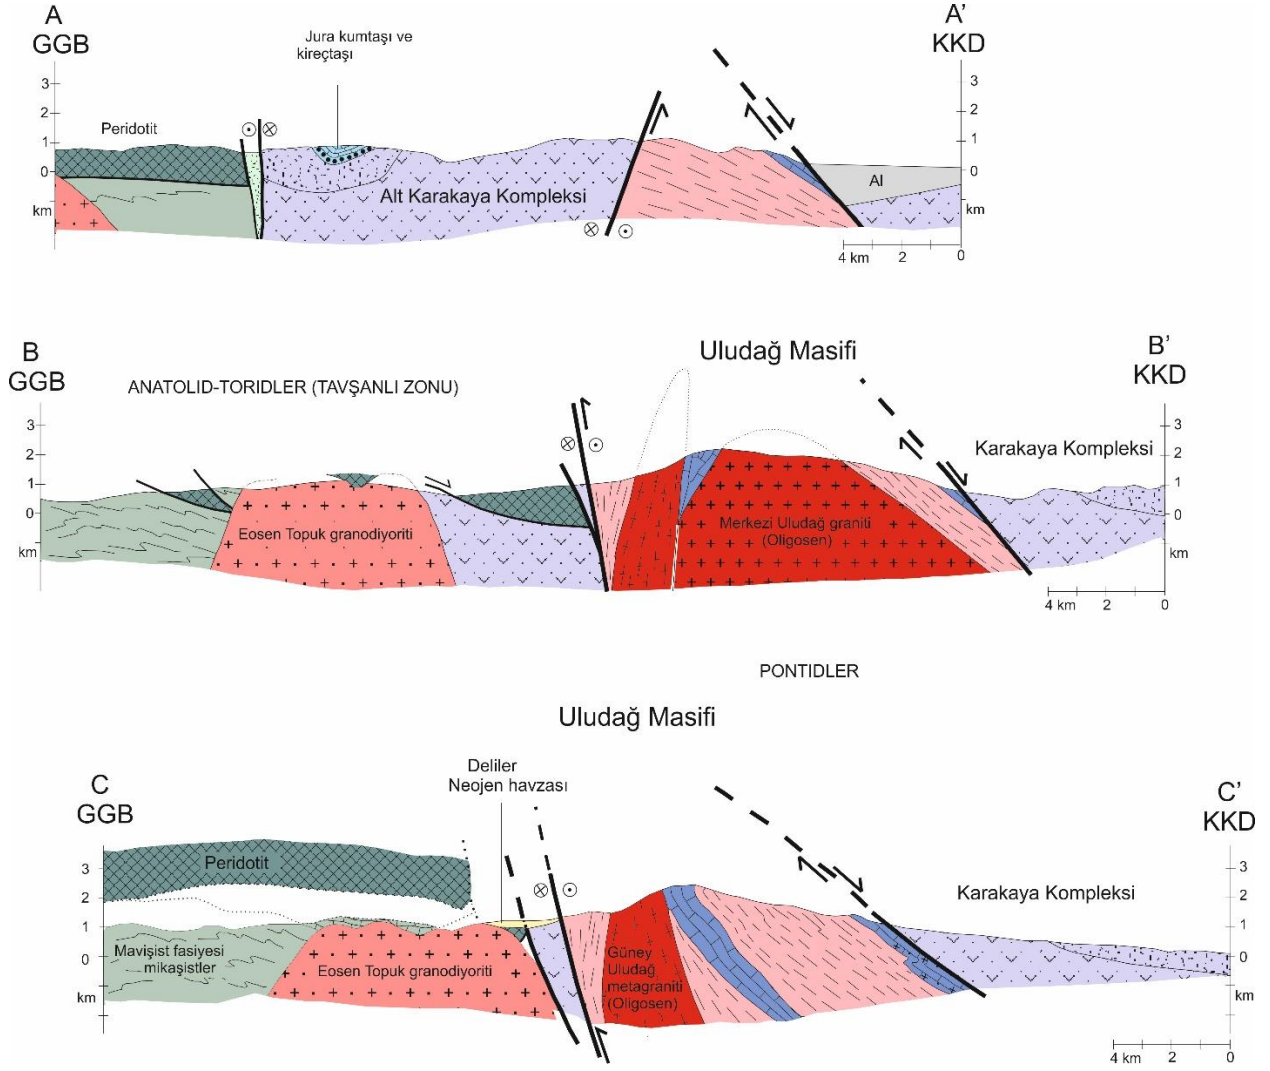 A
GGB
A'
KKD
Jura kumtaşı ve
kireçtaşı
Peridotit
3
2
1
0
km
3
2
1
0
km
Alt Karakaya Kompleksi
Al
4 km 2 0
B
GGB
Uludağ Masifi
B'
KKD
ANATOLID-TORIDLER (TAVŞANLI ZONU)
Karakaya Kompleksi
3
2
1
0
km
3
2
1
0
km
Eosen Topuk granodiyoriti
Merkezi Uludağ graniti
(Oligosen)
4 km 2 0
PONTIDLER
Uludağ Masifi
C
GGB
Deliler
Neojen havzası
C'
KKD
Peridotit
Karakaya Kompleksi
3
2
1
0
km
3
2
1
0
km
Mavişist fasiyesi
mikaşistler
Eosen Topuk granodiyoriti
Güney
Uludağ
metagraniti
(Oligosen)
4 km 2 0